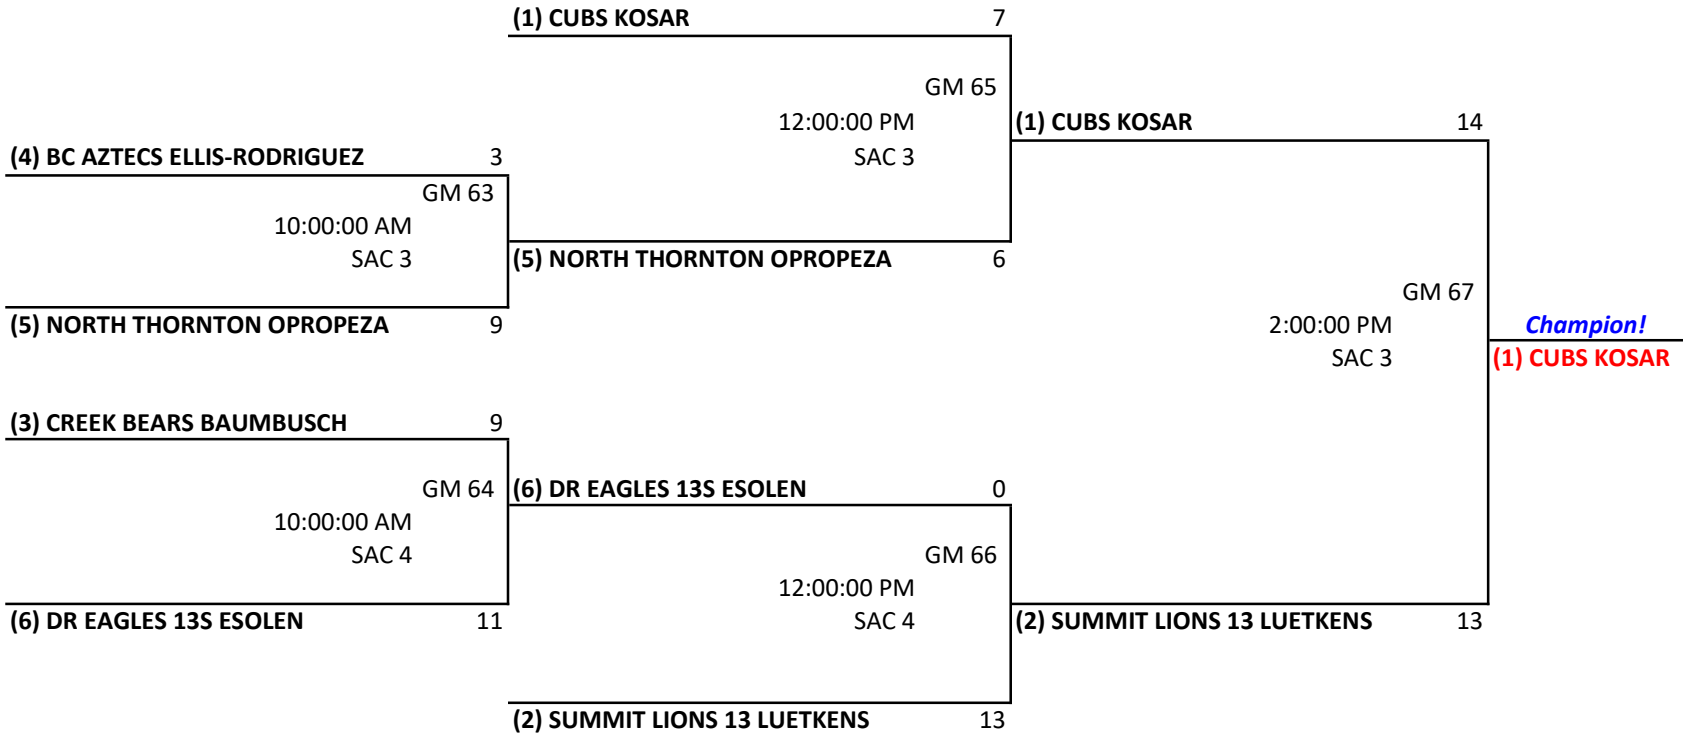 (1) CUBS KOSAR 7
GM 65
12:00:00 PM
SAC 3
(1) CUBS KOSAR 14
(4) BC AZTECS ELLIS-RODRIGUEZ 3
GM 63
10:00:00 AM
SAC 3
(5) NORTH THORNTON OPROPEZA 6
(5) NORTH THORNTON OPROPEZA 9
GM 67
2:00:00 PM
SAC 3
Champion!
(1) CUBS KOSAR
(3) CREEK BEARS BAUMBUSCH 9
GM 64
10:00:00 AM
SAC 4
(6) DR EAGLES 13S ESOLEN 0
(6) DR EAGLES 13S ESOLEN 11
GM 66
12:00:00 PM
SAC 4
(2) SUMMIT LIONS 13 LUETKENS 13
(2) SUMMIT LIONS 13 LUETKENS 13